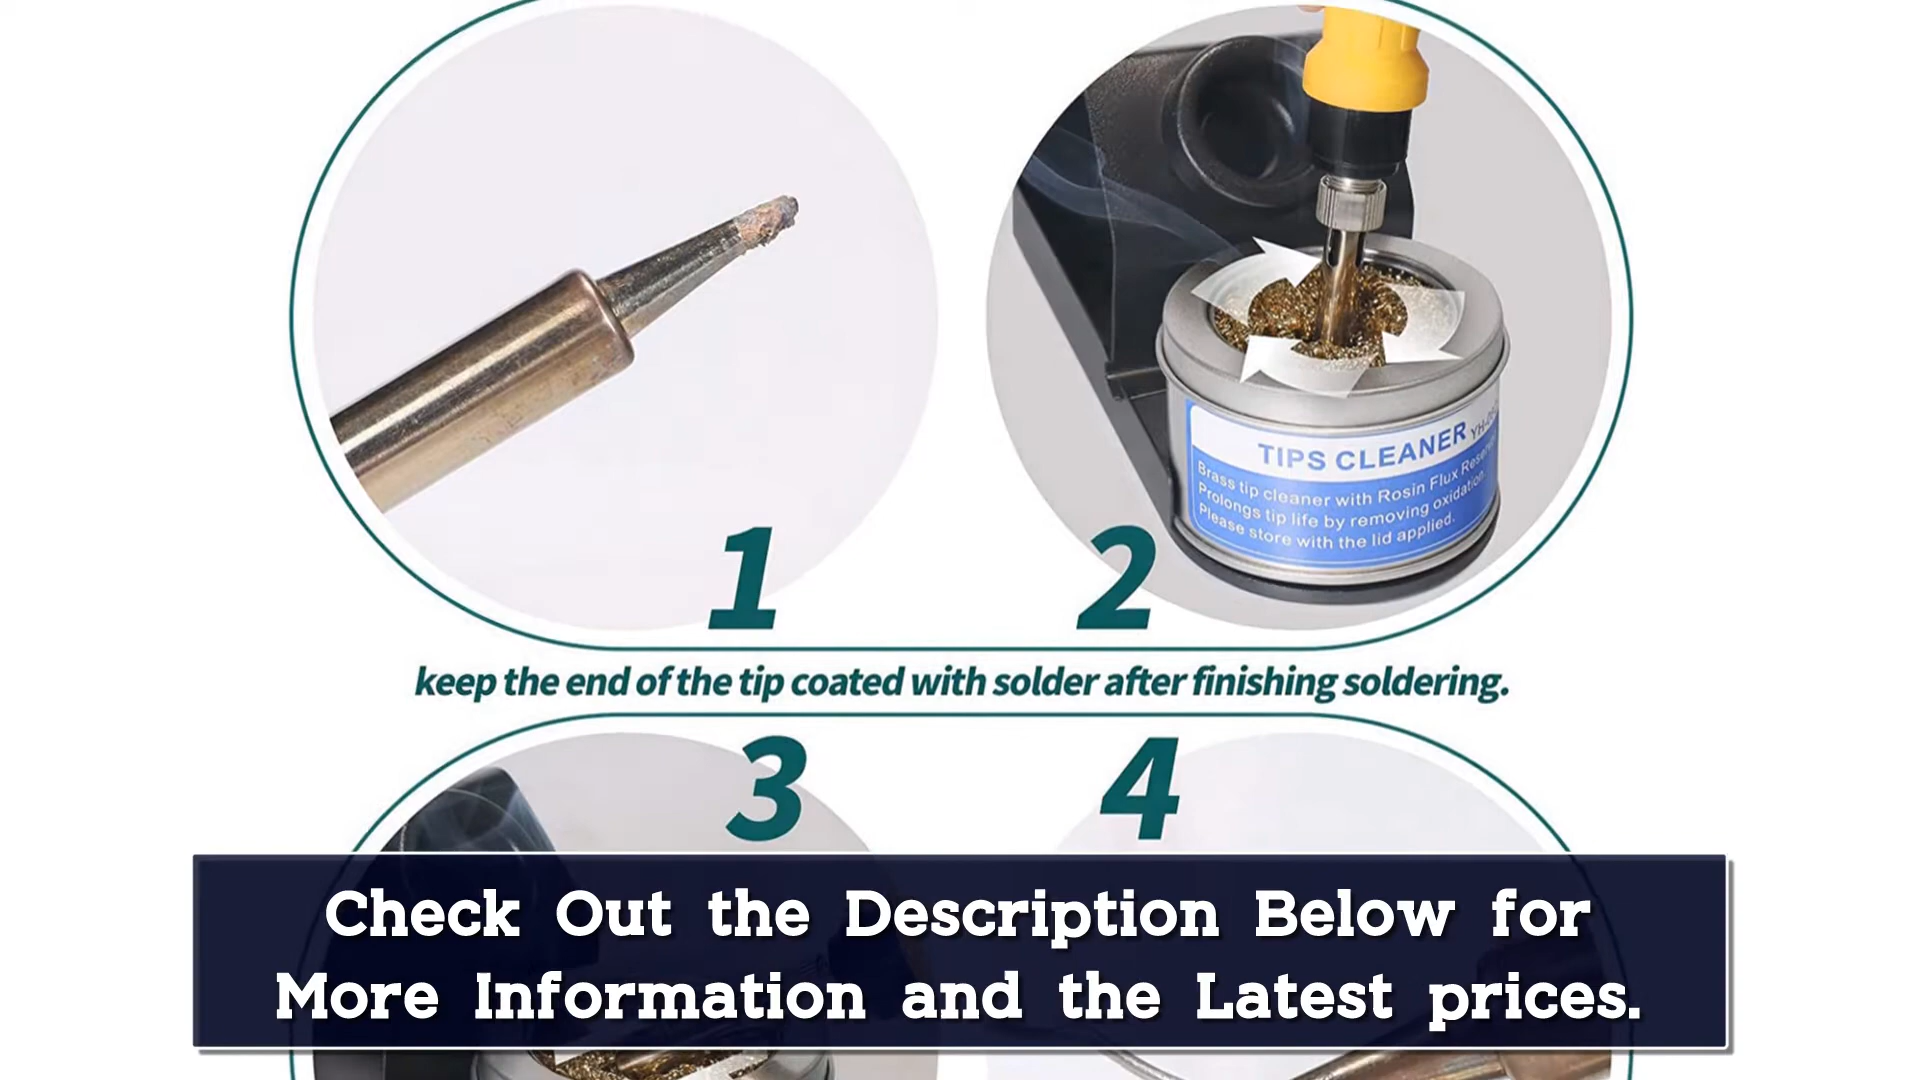 1
2
TIPS CLEANER
Brass tip cleaner with Rosin Flux
Prolongs tip life by removing oxidation.
Please store with the lid applied.
keep the end of the tip coated with solder after finishing soldering.
3
4
Check Out the Description Below for
More Information and the Latest prices.